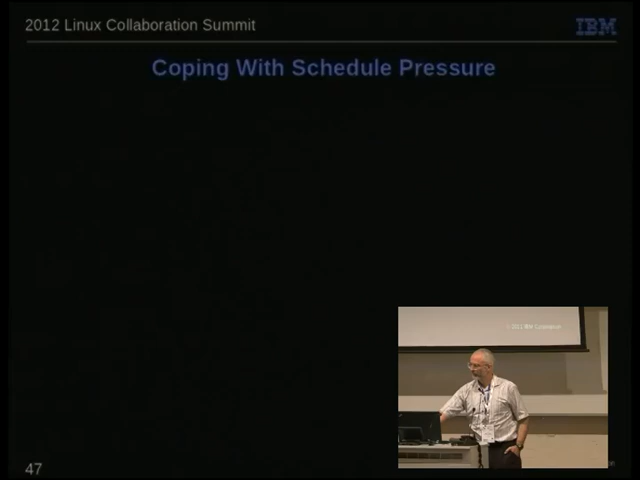 2012 Linux Collaboration Summit
IBM
Coping With Schedule Pressure
47